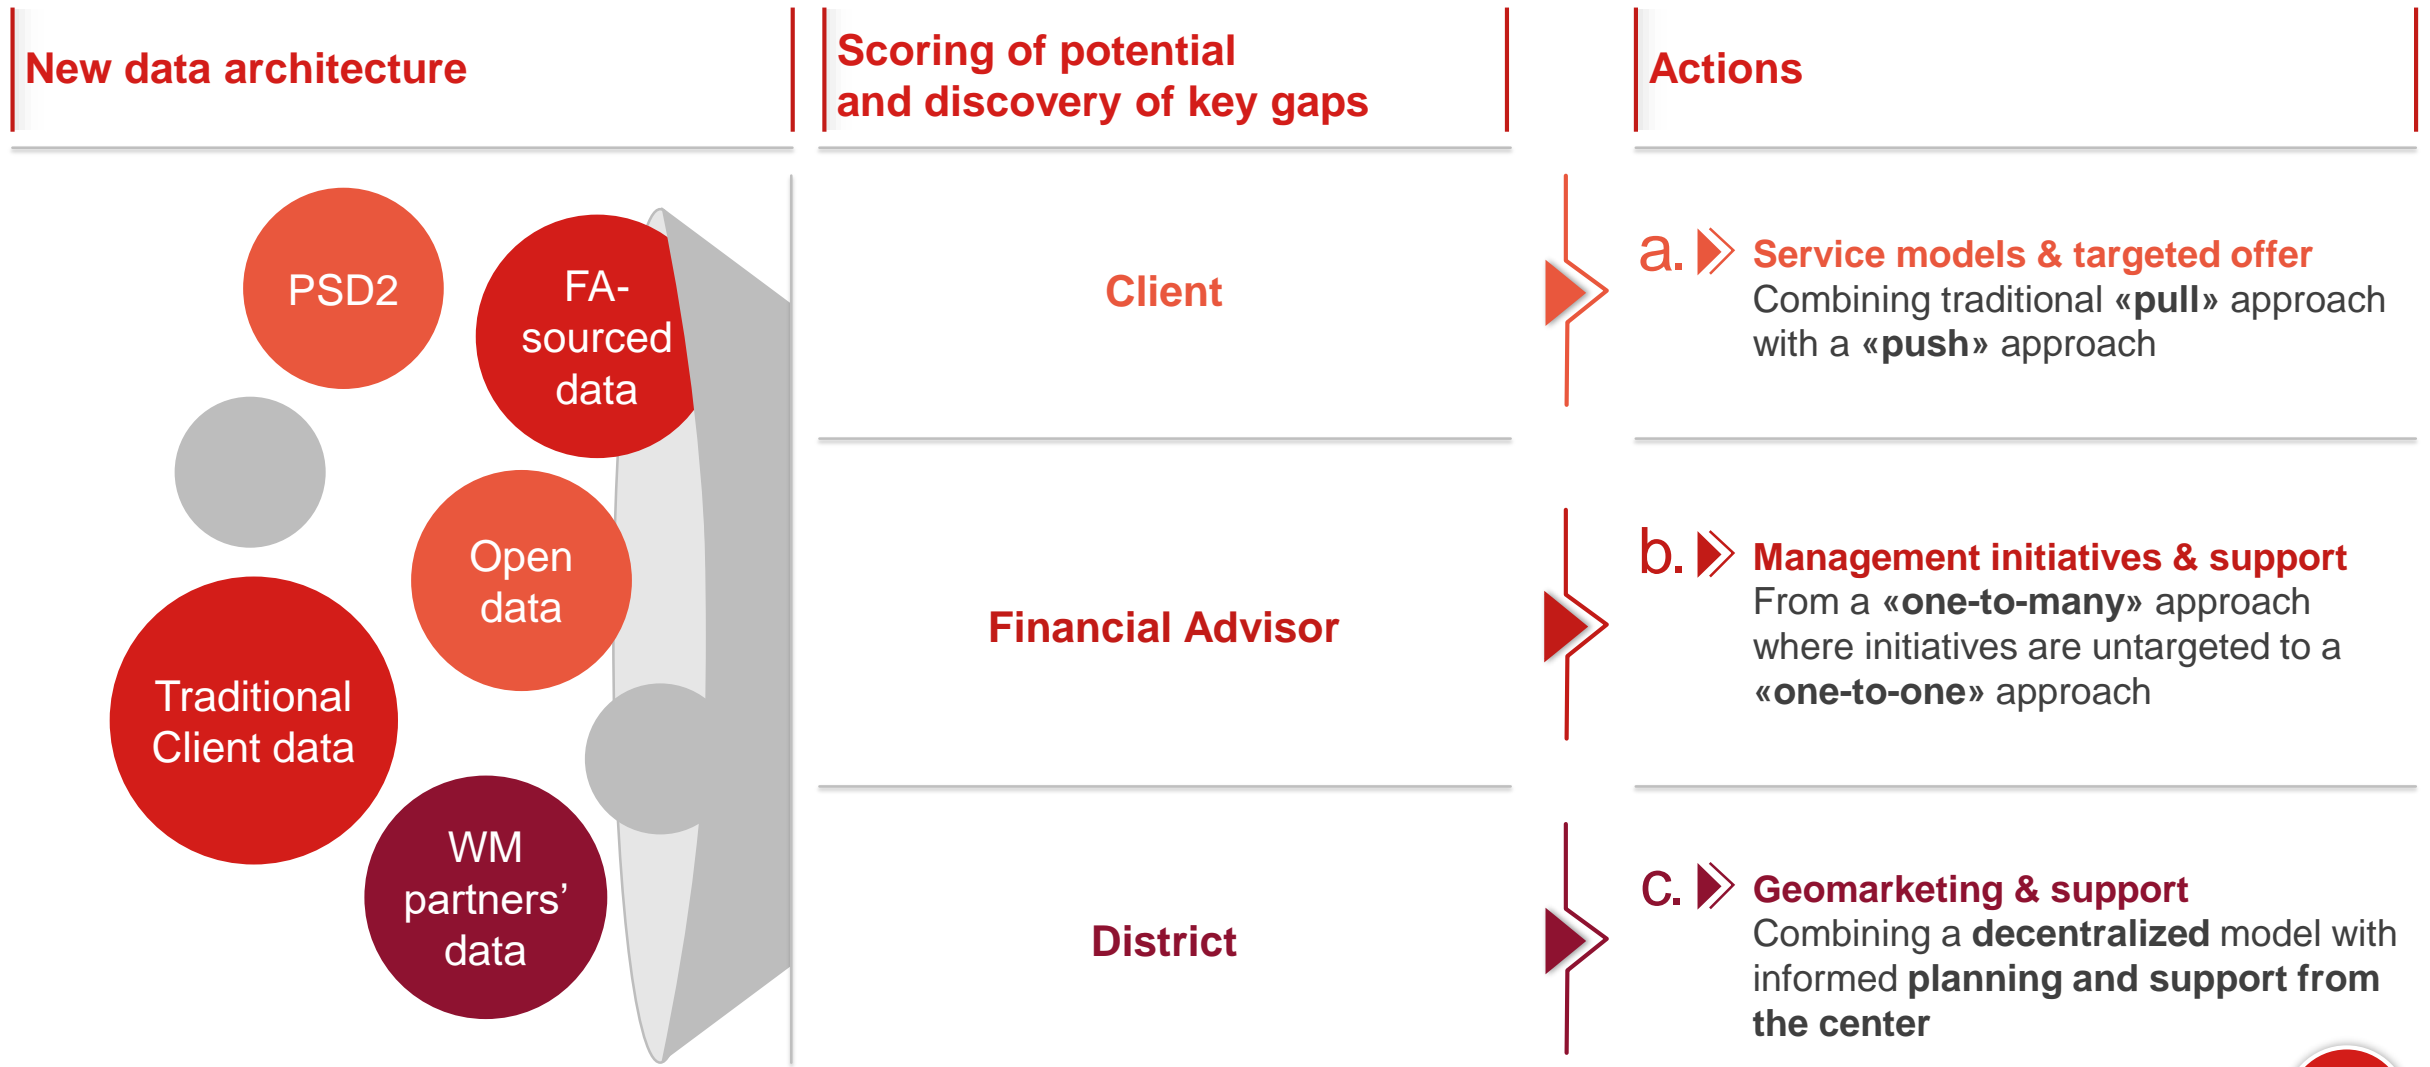 New data architecture
Scoring of potential
and discovery of key gaps
Actions
PSD2
FA-
sourced
data
Open
data
Traditional
Client data
WM
partners’
data
Client
a.
Service models & targeted offer
Combining traditional «pull» approach
with a «push» approach
Financial Advisor
b.
Management initiatives & support
From a «one-to-many» approach
where initiatives are untargeted to a
«one-to-one» approach
District
c.
Geomarketing & support
Combining a decentralized model with
informed planning and support from
the center